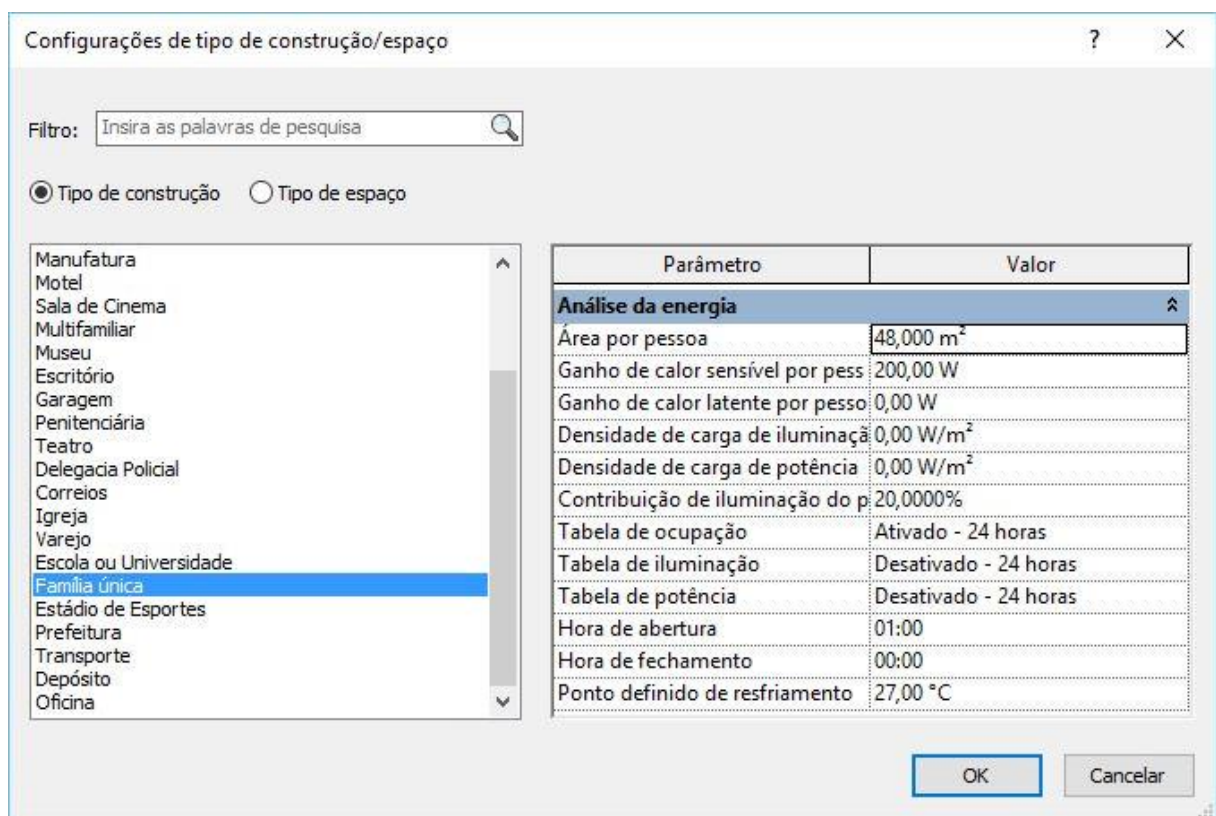 Configurações de tipo de construção/espaço
?
Filtro:
Insira as palavras de pesquisa
Tipo de construção
Tipo de espaço
Manufatura
Motel
Sala de Cinema
Multifamiliar
Museu
Escritório
Garagem
Penitenciária
Teatro
Delegacia Policial
Correios
Igreja
Varejo
Escola ou Universidade
Família única
Estádio de Esportes
Prefeitura
Transporte
Depósito
Oficina
Parâmetro Valor
Análise da energia
Área por pessoa 48,000 m²
Ganho de calor sensível por pess 200,00 W
Ganho de calor latente por pesso 0,00 W
Densidade de carga de iluminaçã 0,00 W/m²
Densidade de carga de potência 0,00 W/m²
Contribuição de iluminação do p 20,0000%
Tabela de ocupação Ativado - 24 horas
Tabela de iluminação Desativado - 24 horas
Tabela de potência Desativado - 24 horas
Hora de abertura 01:00
Hora de fechamento 00:00
Ponto definido de resfriamento 27,00 °C
OK
Cancelar